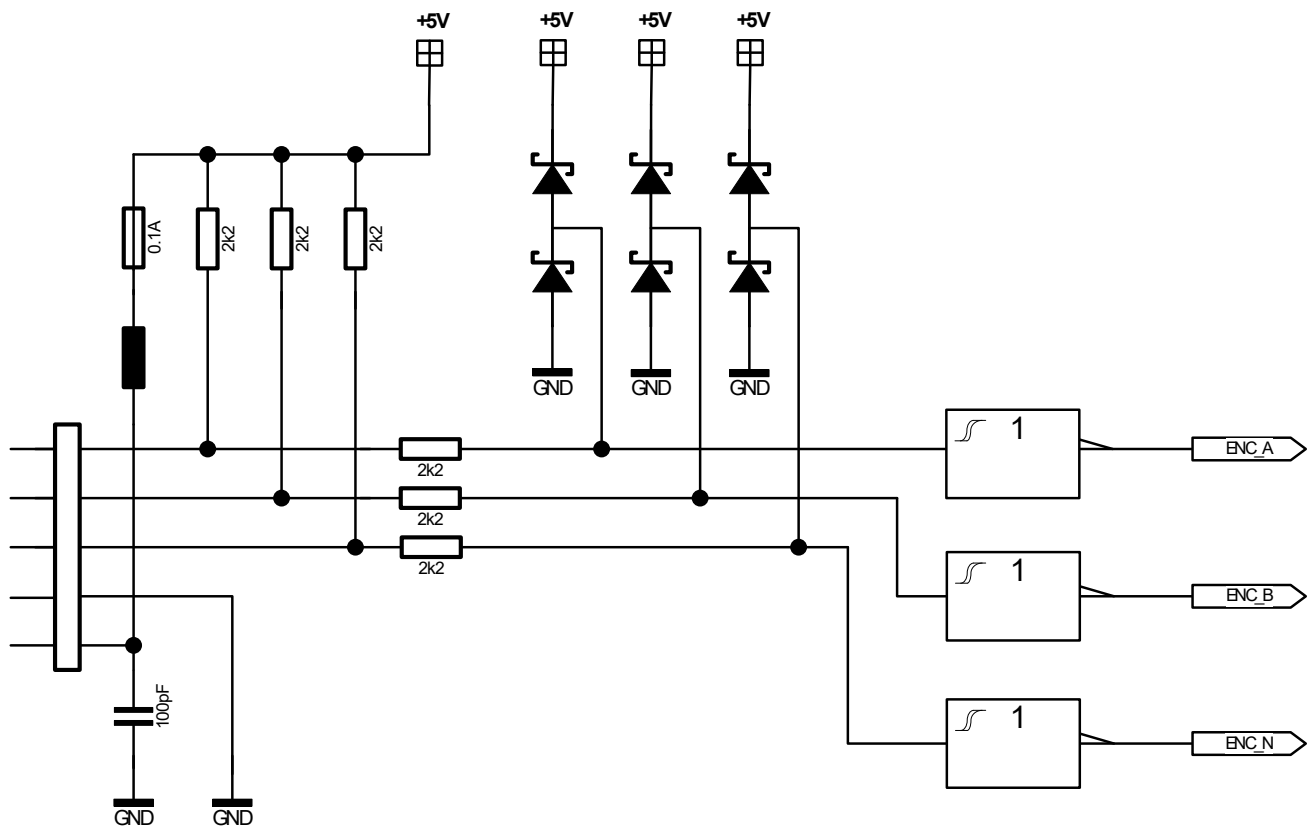 +5V
+5V
+5V
+5V
0.1A
2k2
2k2
2k2
GND
GND
GND
2k2
2k2
2k2
1
ENC_A
1
ENC_B
1
ENC_N
100pF
GND
GND